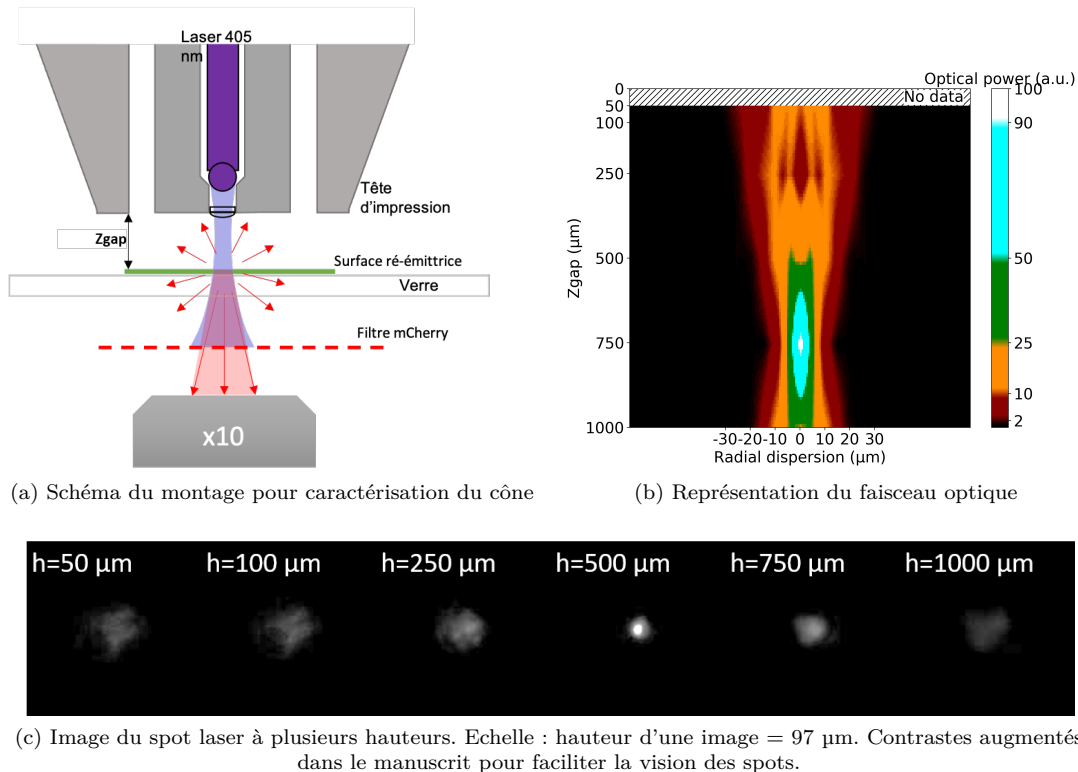 Laser 405
nm
Tête
d'impression
Zgap
Surface ré-émittrice
Verre
Filtre mCherry
x10
(a) Schéma du montage pour caractérisation du cône
Optical power (a.u.)
No data
0
50
100
250
500
750
1000
Zgap (µm)
-30
-20
-10
0
10
20
30
Radial dispersion (µm)
100
90
50
25
10
2
(b) Représentation du faisceau optique
h=50 µm
h=100 µm
h=250 µm
h=500 µm
h=750 µm
h=1000 µm
(c) Image du spot laser à plusieurs hauteurs. Echelle : hauteur d'une image = 97 µm. Contrastes augmentés
dans le manuscrit pour faciliter la vision des spots.